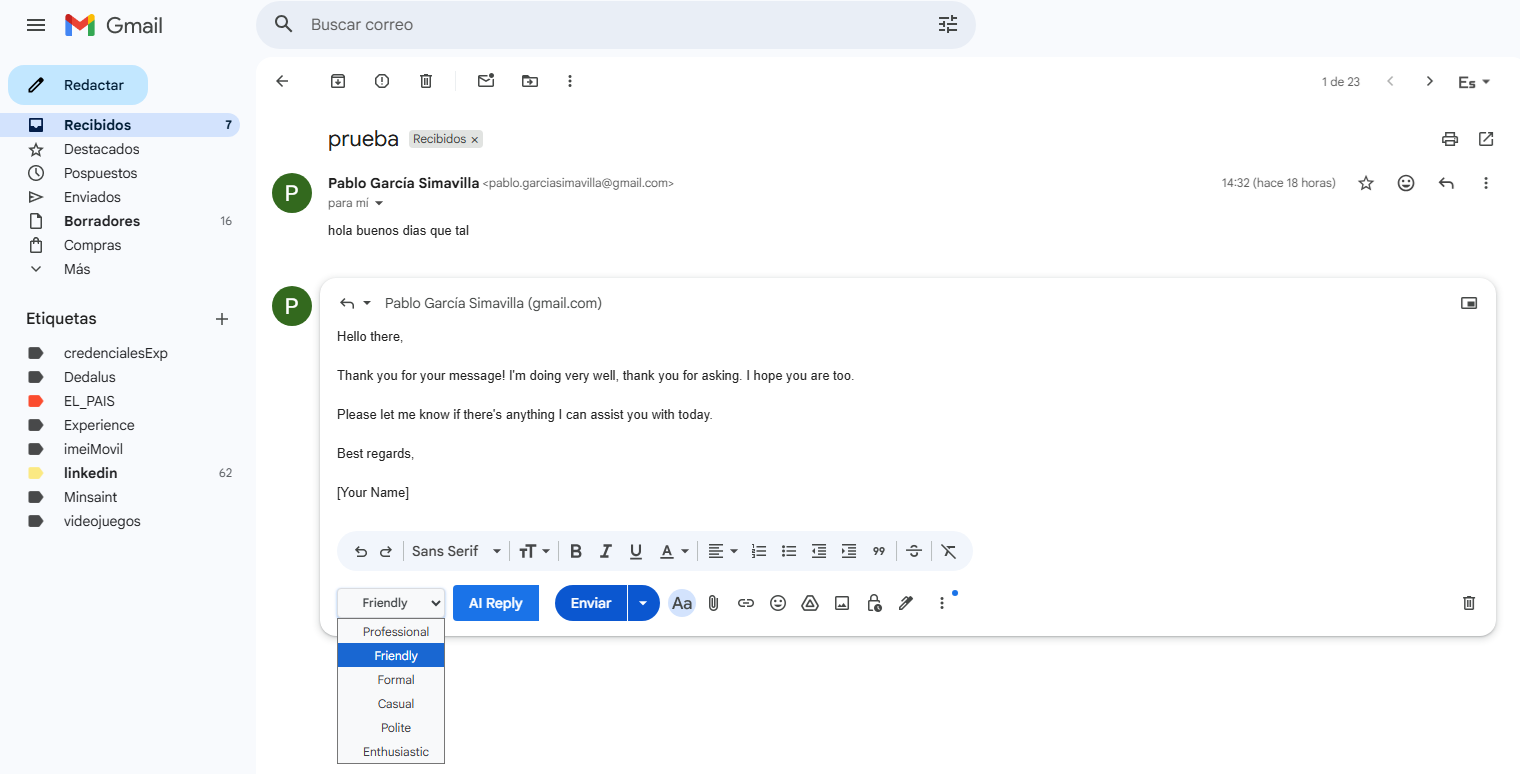 Gmail
Buscar correo
Redactar
Recibidos 7
Destacados
Pospuestos
Enviados
Borradores 16
Compras
Más
Etiquetas
credencialesExp
Dedalus
EL_PAIS
Experience
imeiMovil
linkedin 62
Minsaint
videojuegos
1 de 23
Es
prueba
Recibidos ×
P
Pablo García Simavilla <pablo.garciasimavilla@gmail.com>
14:32 (hace 18 horas)
para mí
hola buenos dias que tal
P
Pablo García Simavilla (gmail.com)
Hello there,
Thank you for your message! I'm doing very well, thank you for asking. I hope you are too.
Please let me know if there's anything I can assist you with today.
Best regards,
[Your Name]
Sans Serif
Friendly
AI Reply
Enviar
Aa
Professional
Friendly
Formal
Casual
Polite
Enthusiastic